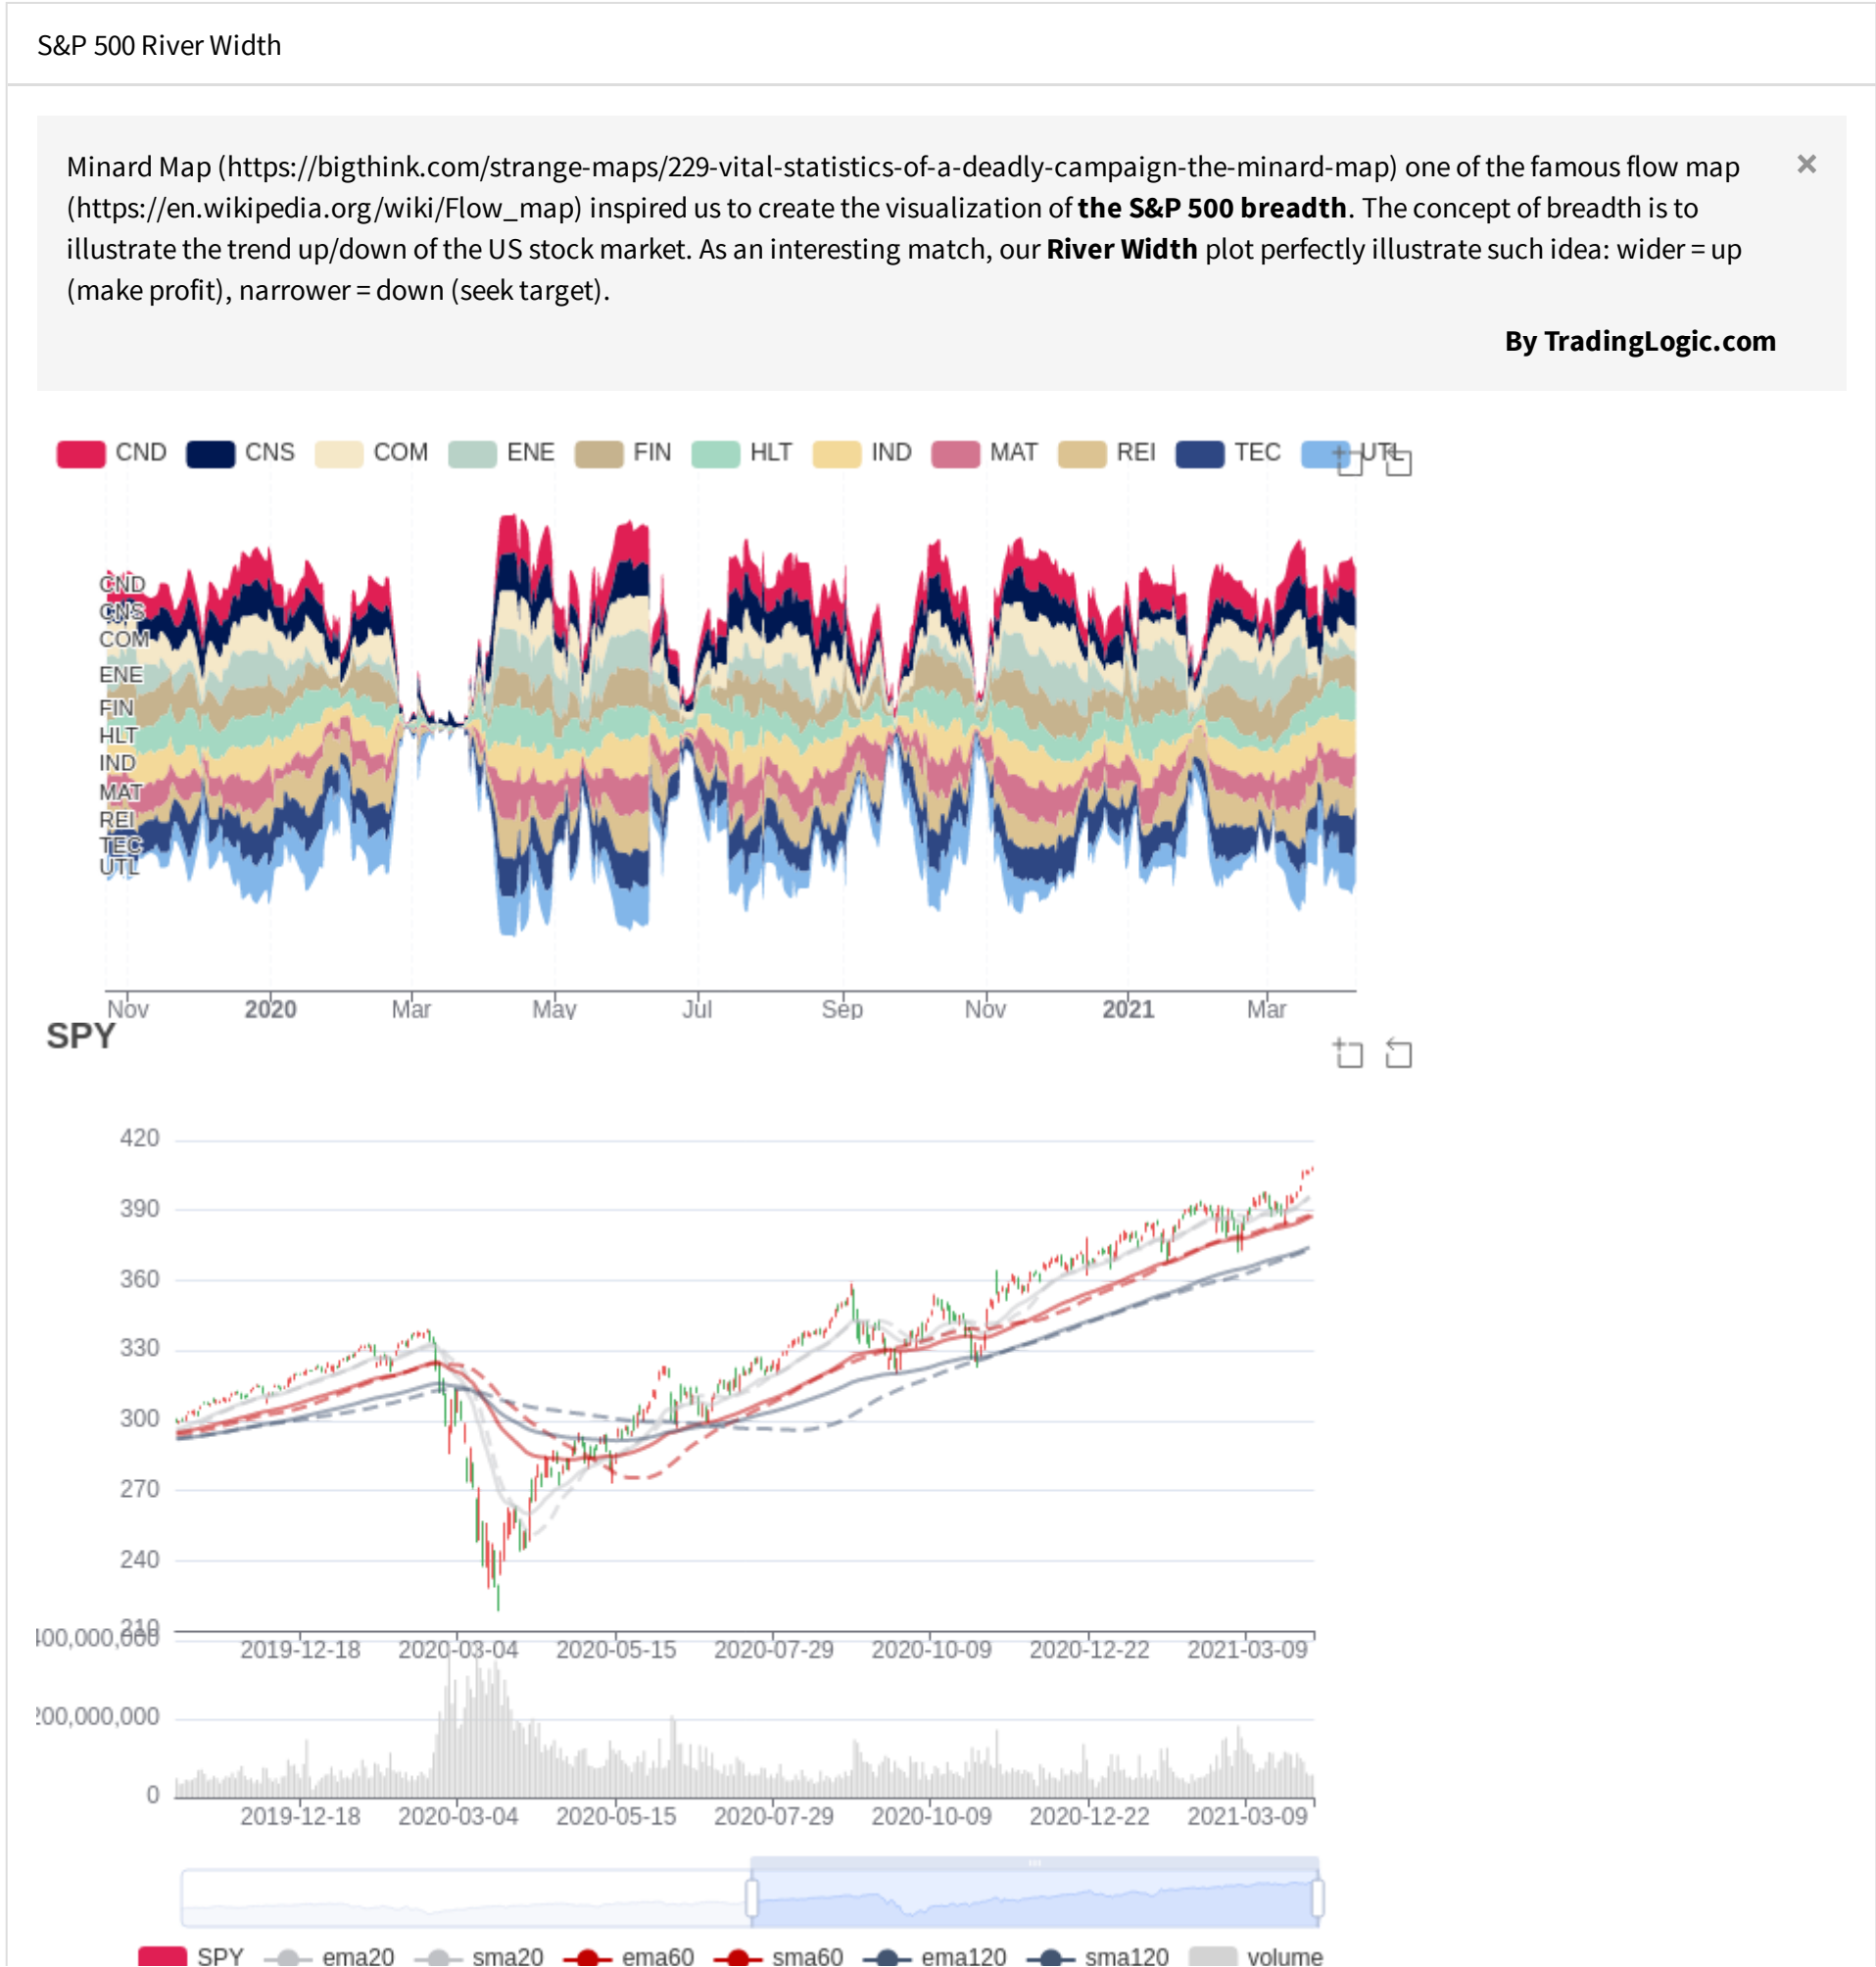 S&P 500 River Width
Minard Map (https://bigthink.com/strange-maps/229-vital-statistics-of-a-deadly-campaign-the-minard-map) one of the famous flow map
(https://en.wikipedia.org/wiki/Flow_map) inspired us to create the visualization of the S&P 500 breadth. The concept of breadth is to
illustrate the trend up/down of the US stock market. As an interesting match, our River Width plot perfectly illustrate such idea: wider = up
(make profit), narrower = down (seek target).
×
By TradingLogic.com
CND CNS COM ENE FIN HLT IND MAT REI TEC UTL
CND
CNS
COM
ENE
FIN
HLT
IND
MAT
REI
TEC
UTL
Nov 2020 Mar May Jul Sep Nov 2021 Mar
SPY
420
390
360
330
300
270
240
210
2019-12-18 2020-03-04 2020-05-15 2020-07-29 2020-10-09 2020-12-22 2021-03-09
400,000,000
200,000,000
0
2019-12-18 2020-03-04 2020-05-15 2020-07-29 2020-10-09 2020-12-22 2021-03-09
SPY ema20 sma20 ema60 sma60 ema120 sma120 volume